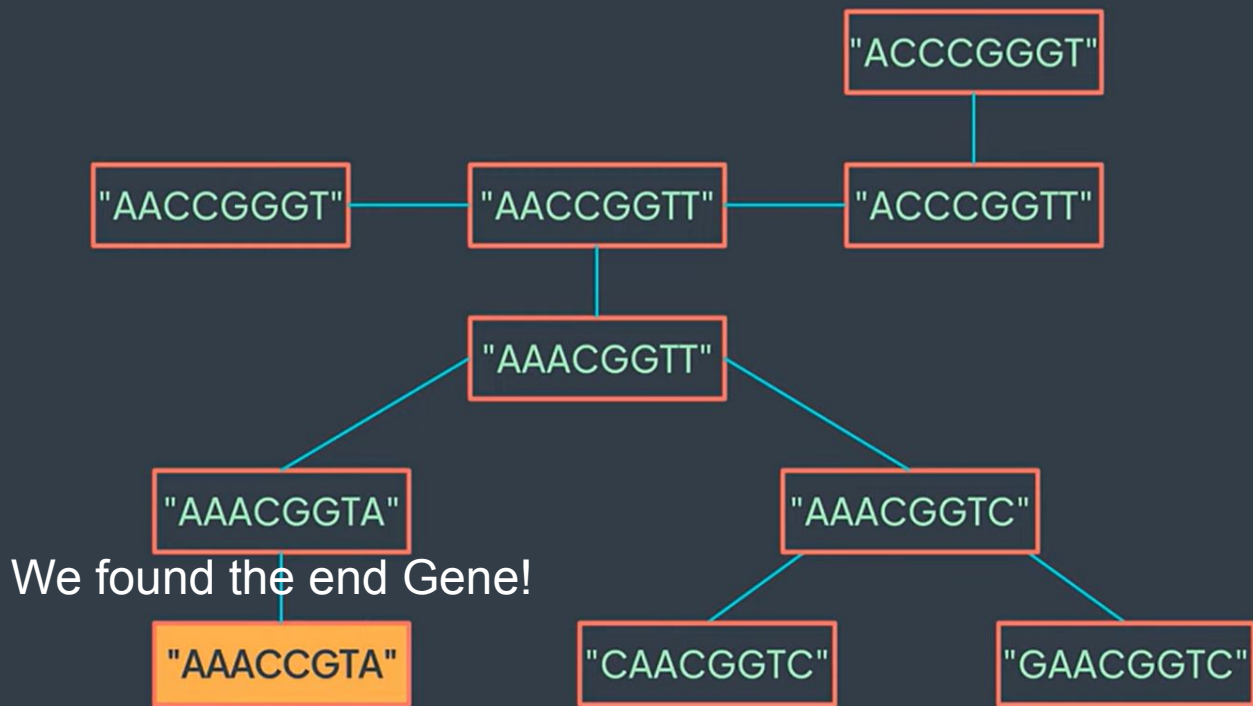 "ACCCGGGT"
"AACCGGGT" "AACCGGTT" "ACCCGGTT"
"AAACGGTT"
"AAACGGTA" "AAACGGTC"
We found the end Gene!
"AAACCGTA" "CAACGGTC" "GAACGGTC"